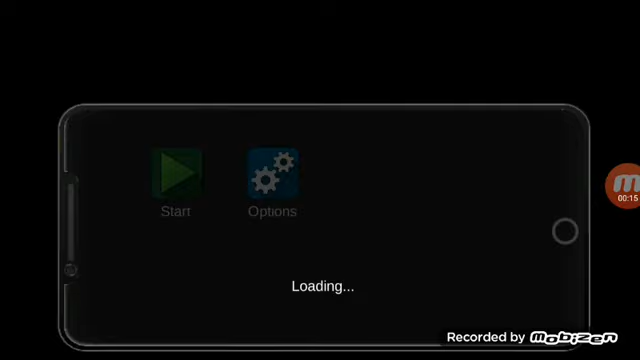 Start
Options
Loading...
00:15
Recorded by mobizen